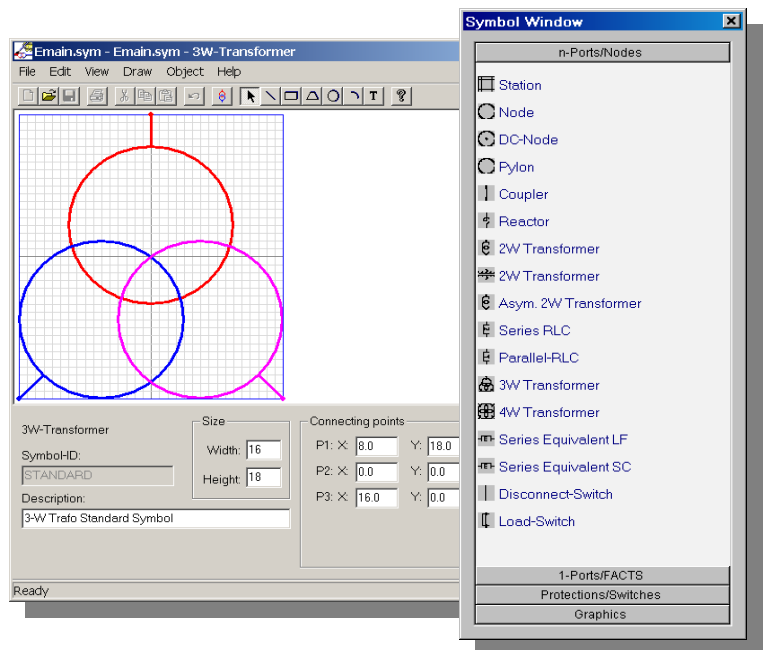 Emain.sym - Emain.sym - 3W-Transformer
File Edit View Draw Object Help
T ?
3W-Transformer
Symbol-ID:
STANDARD
Description:
3-W Trafo Standard Symbol
Size
Width: 16
Height: 18
Connecting points
P1: X: 8.0 Y: 18.0
P2: X: 0.0 Y: 0.0
P3: X: 16.0 Y: 0.0
Ready
Symbol Window
n-Ports/Nodes
Station
Node
DC-Node
Pylon
Coupler
Reactor
2W Transformer
2W Transformer
Asym. 2W Transformer
Series RLC
Parallel-RLC
3W Transformer
4W Transformer
Series Equivalent LF
Series Equivalent SC
Disconnect-Switch
Load-Switch
1-Ports/FACTS
Protections/Switches
Graphics